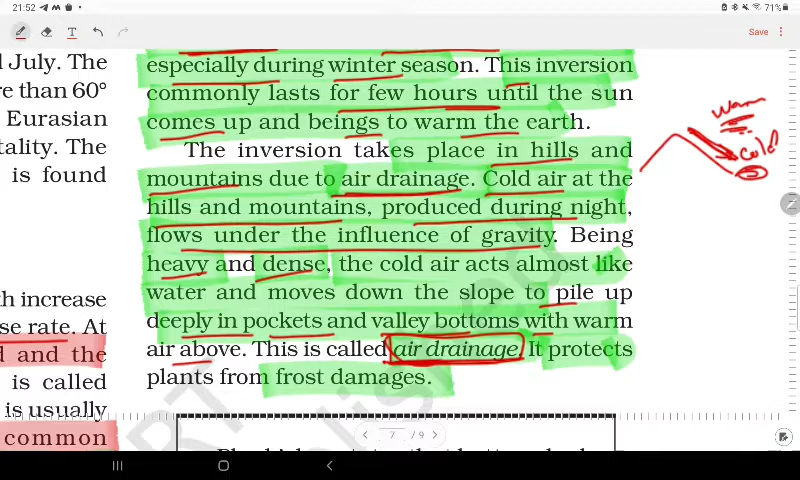 21:52
71%
T
Save
l July. The
re than 60°
Eurasian
tality. The
is found
th increase
se rate. At
d and the
is called
is usually
common
especially during winter season. This inversion
commonly lasts for few hours until the sun
comes up and beings to warm the earth.
The inversion takes place in hills and
mountains due to air drainage. Cold air at the
hills and mountains, produced during night,
flows under the influence of gravity. Being
heavy and dense, the cold air acts almost like
water and moves down the slope to pile up
deeply in pockets and valley bottoms with warm
air above. This is called air drainage. It protects
plants from frost damages.
Warm
Cold
7 / 9